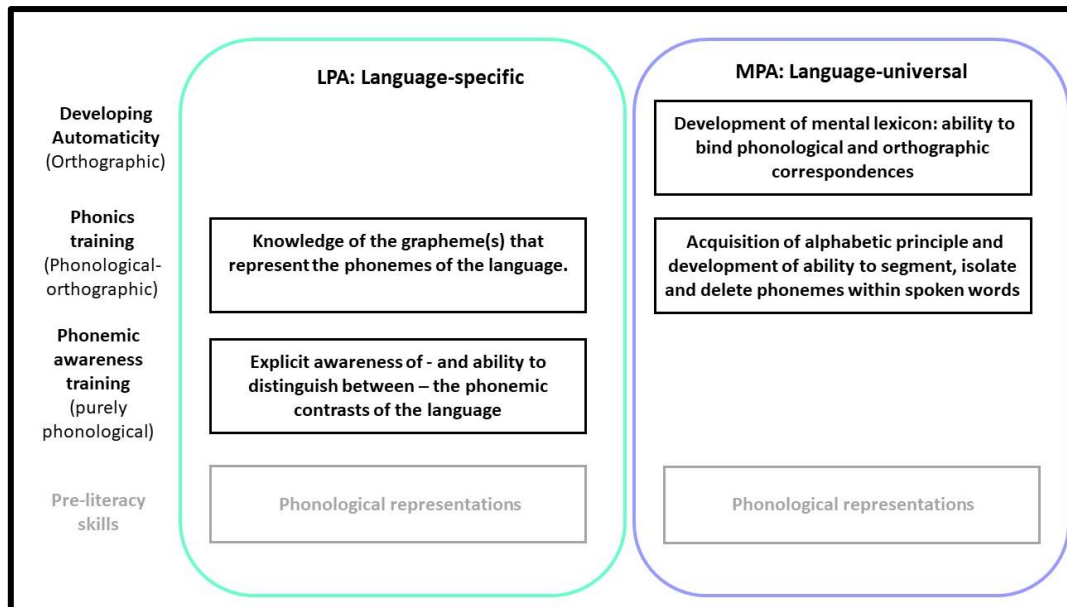 LPA: Language-specific
MPA: Language-universal
Developing
Automaticity
(Orthographic)
Development of mental lexicon: ability to
bind phonological and orthographic
correspondences
Phonics
training
(Phonological-
orthographic)
Knowledge of the grapheme(s) that
represent the phonemes of the language.
Acquisition of alphabetic principle and
development of ability to segment, isolate
and delete phonemes within spoken words
Phonemic
awareness
training
(purely
phonological)
Explicit awareness of - and ability to
distinguish between – the phonemic
contrasts of the language
Pre-literacy
skills
Phonological representations
Phonological representations